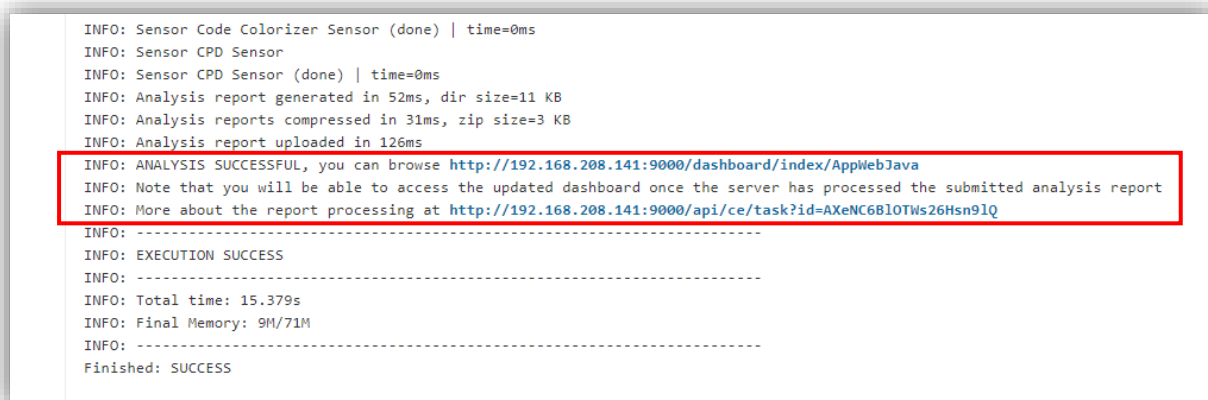 INFO: Sensor Code Colorizer Sensor (done) | time=0ms
INFO: Sensor CPD Sensor
INFO: Sensor CPD Sensor (done) | time=0ms
INFO: Analysis report generated in 52ms, dir size=11 KB
INFO: Analysis reports compressed in 31ms, zip size=3 KB
INFO: Analysis report uploaded in 126ms
INFO: ANALYSIS SUCCESSFUL, you can browse http://192.168.208.141:9000/dashboard/index/AppWebJava
INFO: Note that you will be able to access the updated dashboard once the server has processed the submitted analysis report
INFO: More about the report processing at http://192.168.208.141:9000/api/ce/task?id=AXeNC6BlOTWs26Hsn9lQ
INFO: ------------------------------------------------------------------------
INFO: EXECUTION SUCCESS
INFO: ------------------------------------------------------------------------
INFO: Total time: 15.379s
INFO: Final Memory: 9M/71M
INFO: ------------------------------------------------------------------------
Finished: SUCCESS